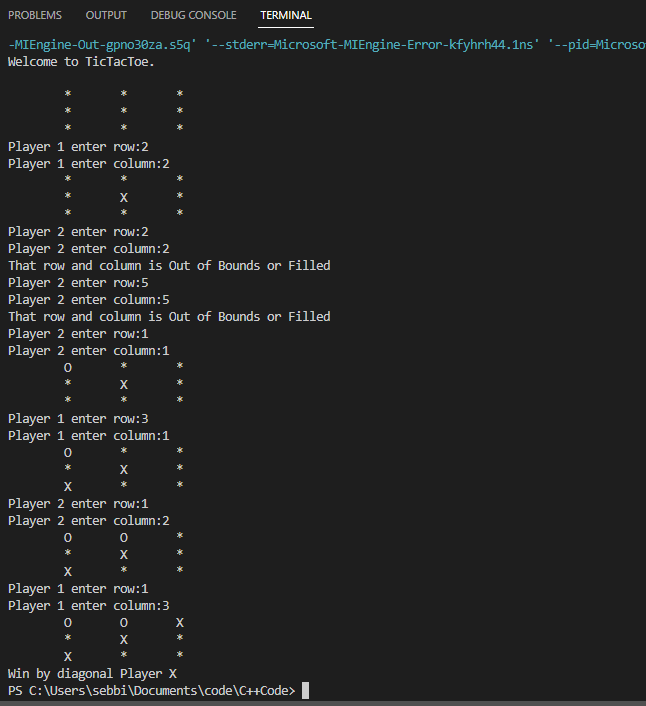 PROBLEMS OUTPUT DEBUG CONSOLE TERMINAL
-MIEngine-Out-gpno30za.s5q' '--stderr=Microsoft-MIEngine-Error-kfyhrh44.1ns' '--pid=Microso
Welcome to TicTacToe.
* * *
* * *
* * *
Player 1 enter row:2
Player 1 enter column:2
* * *
* X *
* * *
Player 2 enter row:2
Player 2 enter column:2
That row and column is Out of Bounds or Filled
Player 2 enter row:5
Player 2 enter column:5
That row and column is Out of Bounds or Filled
Player 2 enter row:1
Player 2 enter column:1
O * *
* X *
* * *
Player 1 enter row:3
Player 1 enter column:1
O * *
* X *
X * *
Player 2 enter row:1
Player 2 enter column:2
O O *
* X *
X * *
Player 1 enter row:1
Player 1 enter column:3
O O X
* X *
X * *
Win by diagonal Player X
PS C:\Users\sebbi\Documents\code\C++Code>